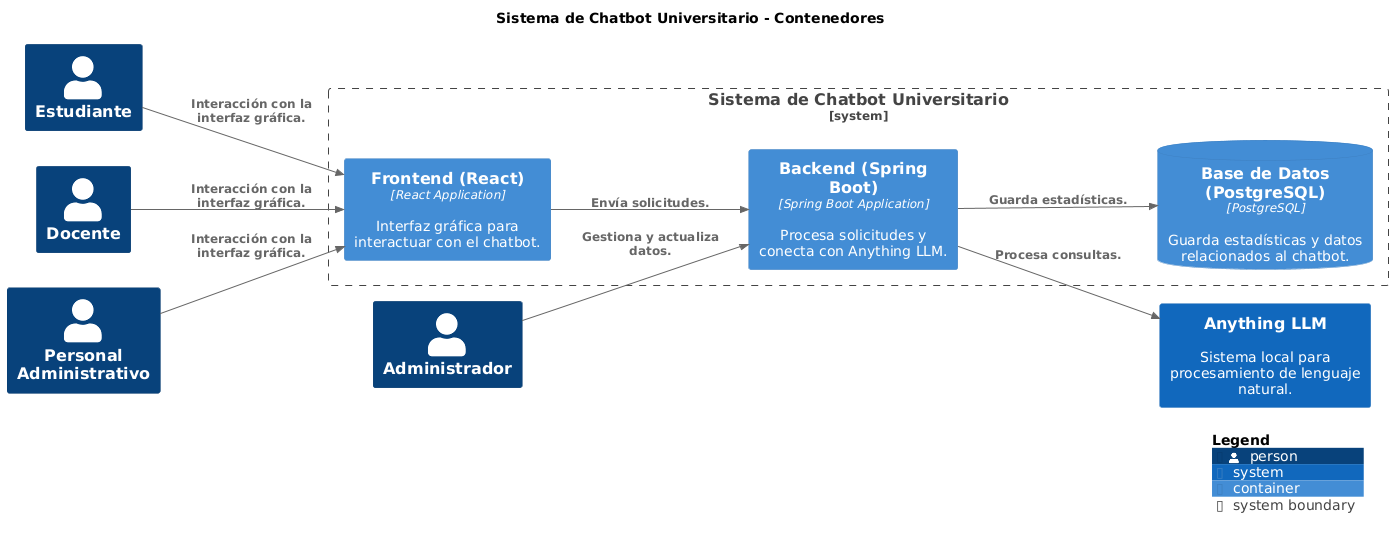 Sistema de Chatbot Universitario - Contenedores
Estudiante
Interacción con la
interfaz gráfica.
Docente
Interacción con la
interfaz gráfica.
Personal
Administrativo
Interacción con la
interfaz gráfica.
Sistema de Chatbot Universitario
[system]
Frontend (React)
[React Application]
Interfaz gráfica para
interactuar con el chatbot.
Envía solicitudes.
Gestiona y actualiza
datos.
Administrador
Backend (Spring
Boot)
[Spring Boot Application]
Procesa solicitudes y
conecta con Anything LLM.
Guarda estadísticas.
Procesa consultas.
Base de Datos
(PostgreSQL)
[PostgreSQL]
Guarda estadísticas y datos
relacionados al chatbot.
Anything LLM
Sistema local para
procesamiento de lenguaje
natural.
Legend
person
system
container
system boundary